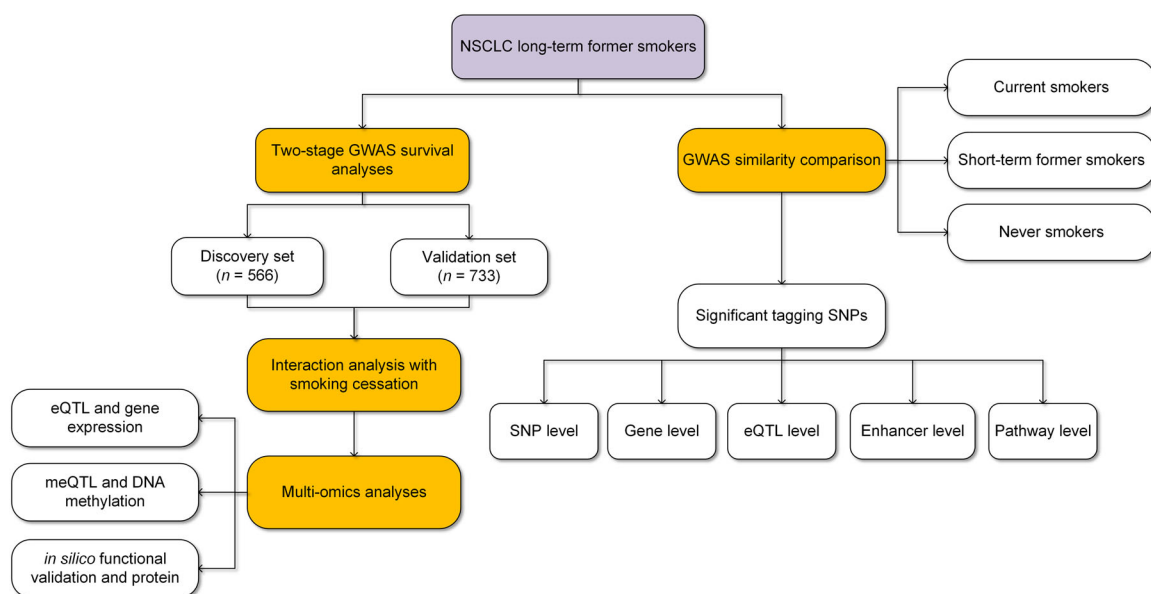 NSCLC long-term former smokers
Two-stage GWAS survival
analyses
GWAS similarity comparison
Current smokers
Short-term former smokers
Never smokers
Discovery set
(n = 566)
Validation set
(n = 733)
Significant tagging SNPs
Interaction analysis with
smoking cessation
SNP level
Gene level
eQTL level
Enhancer level
Pathway level
eQTL and gene
expression
meQTL and DNA
methylation
in silico functional
validation and protein
Multi-omics analyses